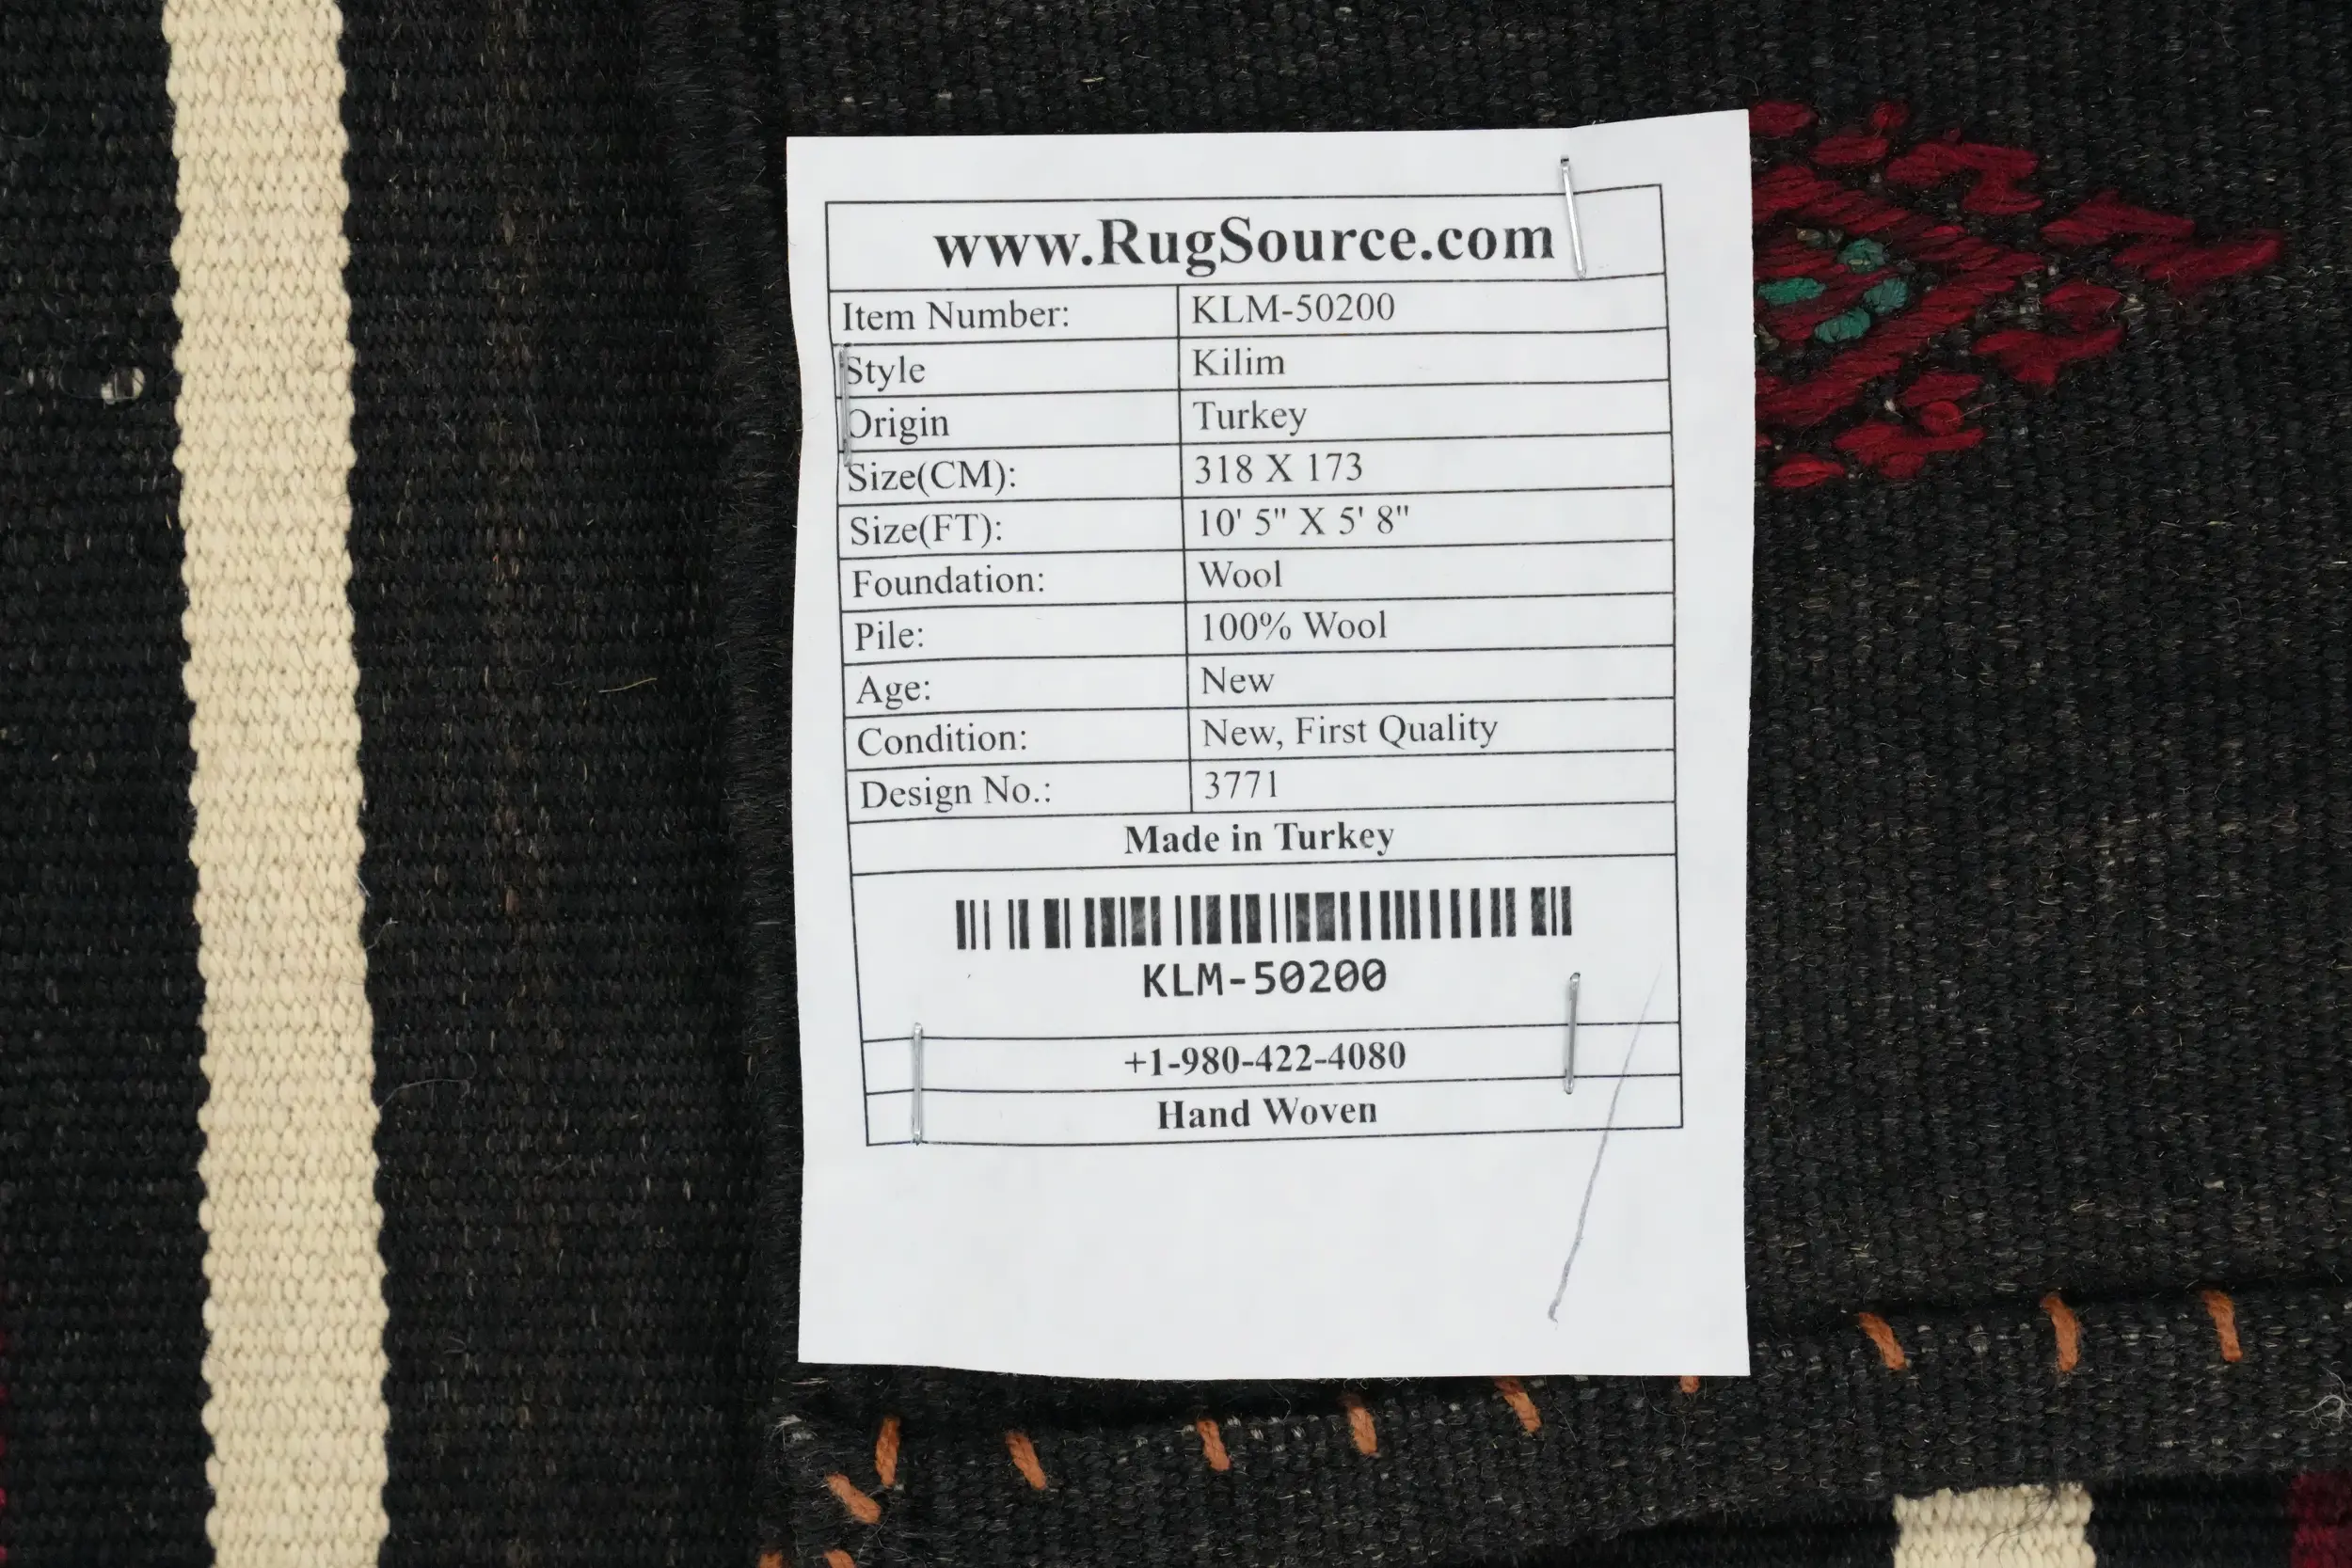 www.RugSource.com
Item Number: KLM-50200
Style Kilim
Origin Turkey
Size(CM): 318 X 173
Size(FT): 10' 5" X 5' 8"
Foundation: Wool
Pile: 100% Wool
Age: New
Condition: New, First Quality
Design No.: 3771
Made in Turkey
KLM-50200
+1-980-422-4080
Hand Woven